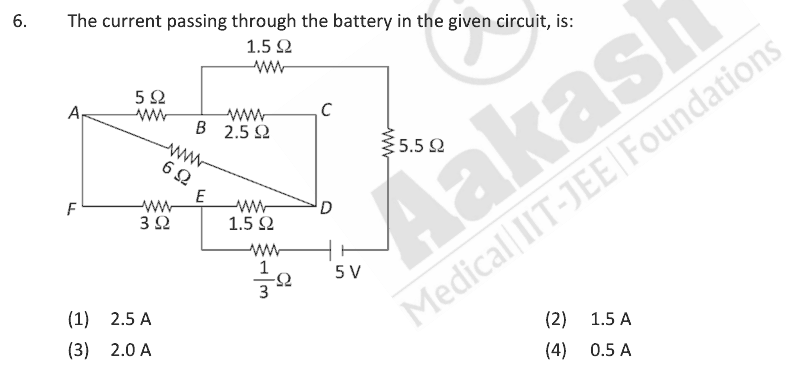 6. The current passing through the battery in the given circuit, is:
1.5 Ω
5 Ω
A
B
2.5 Ω
C
5.5 Ω
6 Ω
F
E
D
3 Ω
1.5 Ω
1/3 Ω
5 V
(1) 2.5 A
(2) 1.5 A
(3) 2.0 A
(4) 0.5 A
Aakash
Medical|IIT-JEE|Foundations